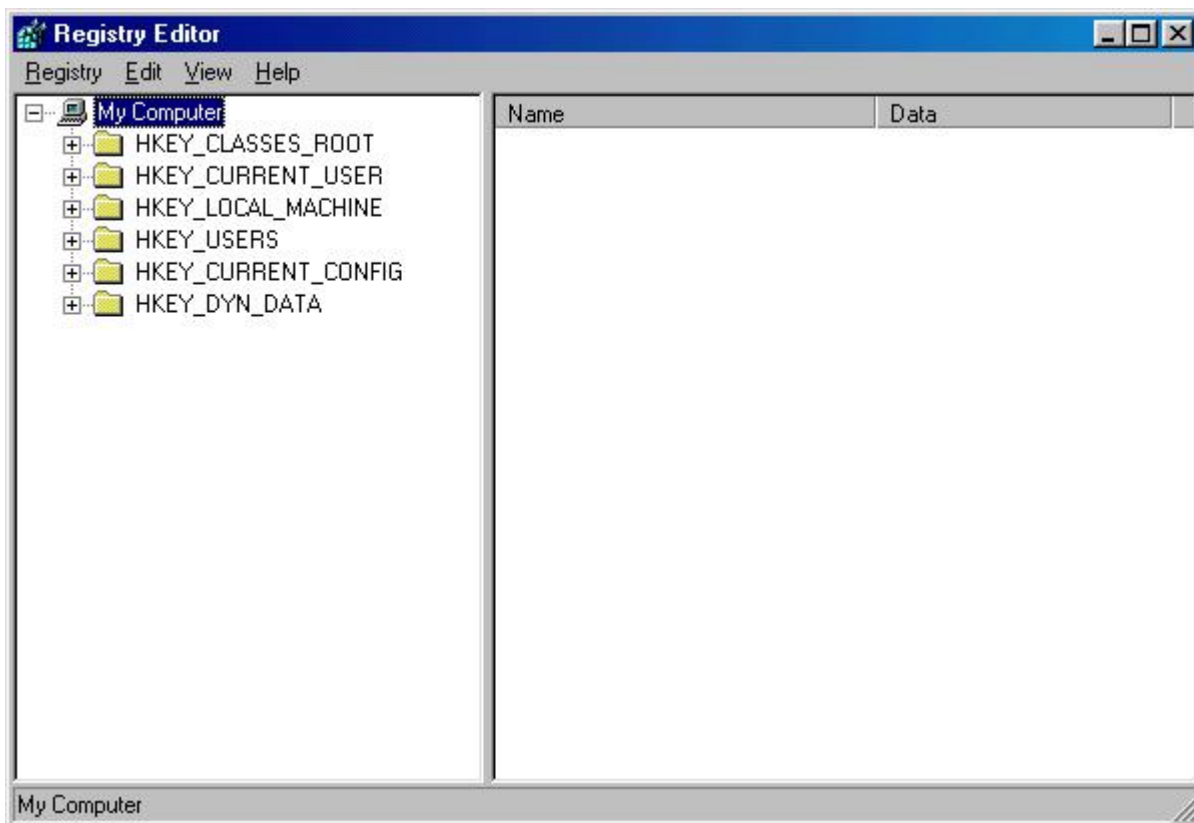 Registry Editor
Registry Edit View Help
My Computer
HKEY_CLASSES_ROOT
HKEY_CURRENT_USER
HKEY_LOCAL_MACHINE
HKEY_USERS
HKEY_CURRENT_CONFIG
HKEY_DYN_DATA
Name Data
My Computer